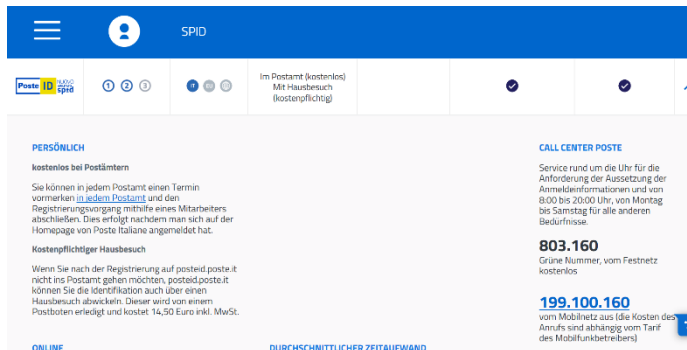 SPID
Poste ID NUOVO
spid
1 2 3
IT
Im Postamt (kostenlos)
Mit Hausbesuch
(kostenpflichtig)
PERSÖNLICH
kostenlos bei Postämtern
Sie können in jedem Postamt einen Termin
vormerken in jedem Postamt und den
Registrierungsvorgang mithilfe eines Mitarbeiters
abschließen. Dies erfolgt nachdem man sich auf der
Homepage von Poste Italiane angemeldet hat.
Kostenpflichtiger Hausbesuch
Wenn Sie nach der Registrierung auf posteid.poste.it
nicht ins Postamt gehen möchten, posteid.poste.it
können Sie die Identifikation auch über einen
Hausbesuch abwickeln. Dieser wird von einem
Postboten erledigt und kostet 14,50 Euro inkl. MwSt.
ONLINE
DURCHSCHNITTLICHER ZEITAUFWAND
CALL CENTER POSTE
Service rund um die Uhr für die
Anforderung der Aussetzung der
Anmeldeinformationen und von
8:00 bis 20:00 Uhr, von Montag
bis Samstag für alle anderen
Bedürfnisse.
803.160
Grüne Nummer, vom Festnetz
kostenlos
199.100.160
vom Mobilnetz aus (die Kosten des
Anrufs sind abhängig vom Tarif
des Mobilfunkbetreibers)